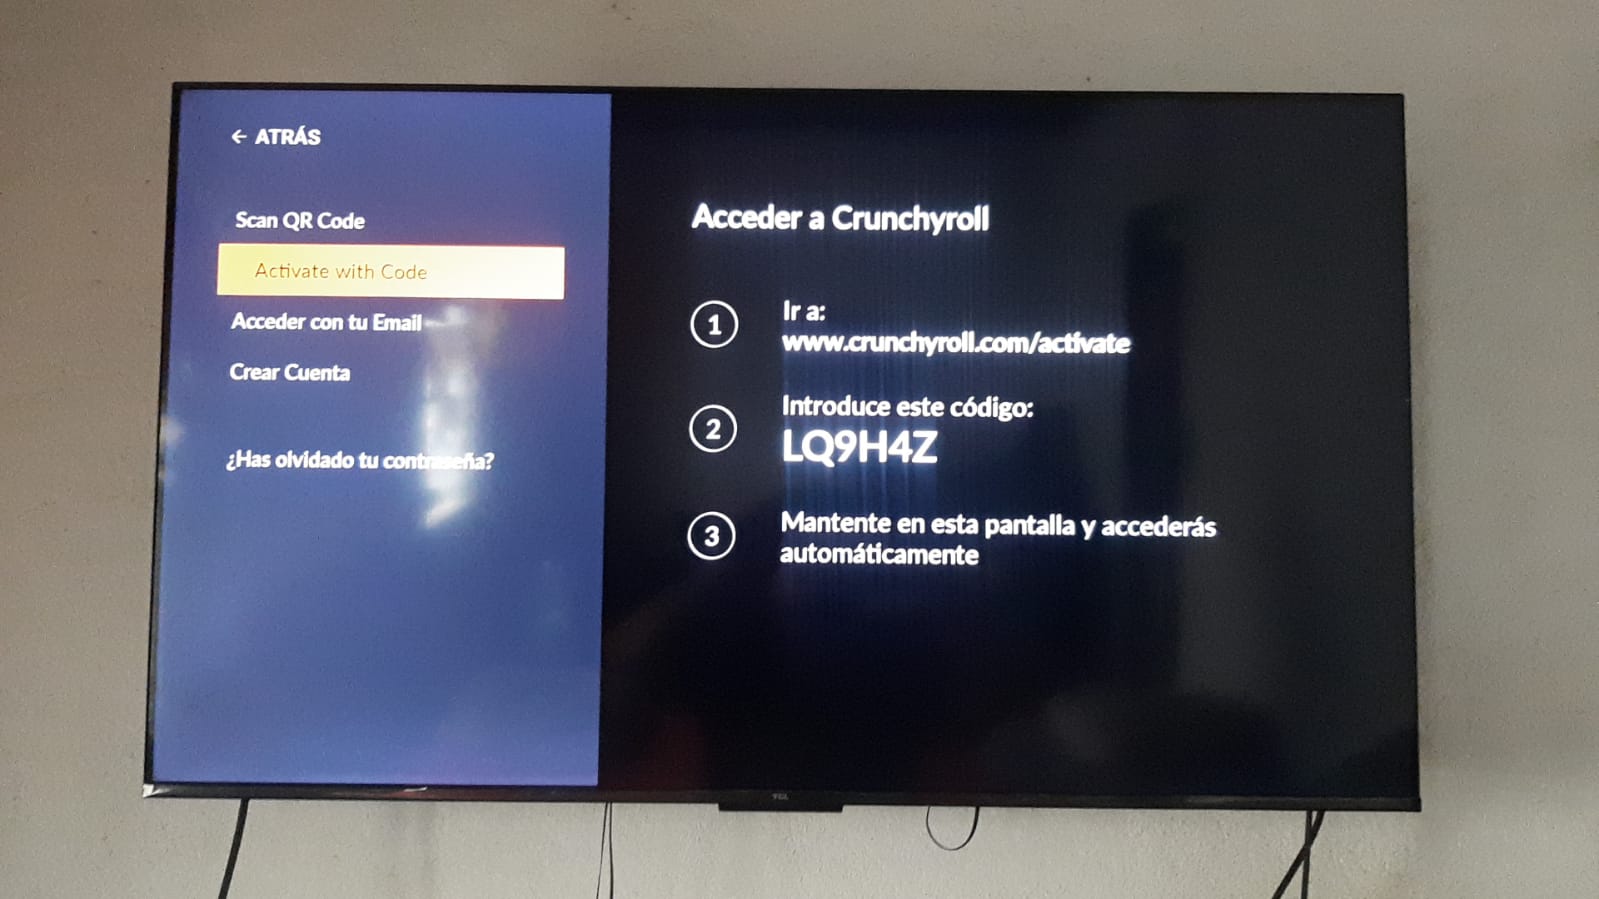 ← ATRÁS
Scan QR Code
Activate with Code
Acceder con tu Email
Crear Cuenta
¿Has olvidado tu contraseña?
Acceder a Crunchyroll
1
Ir a:
www.crunchyroll.com/activate
2
Introduce este código:
LQ9H4Z
3
Mantente en esta pantalla y accederás
automáticamente
TCL